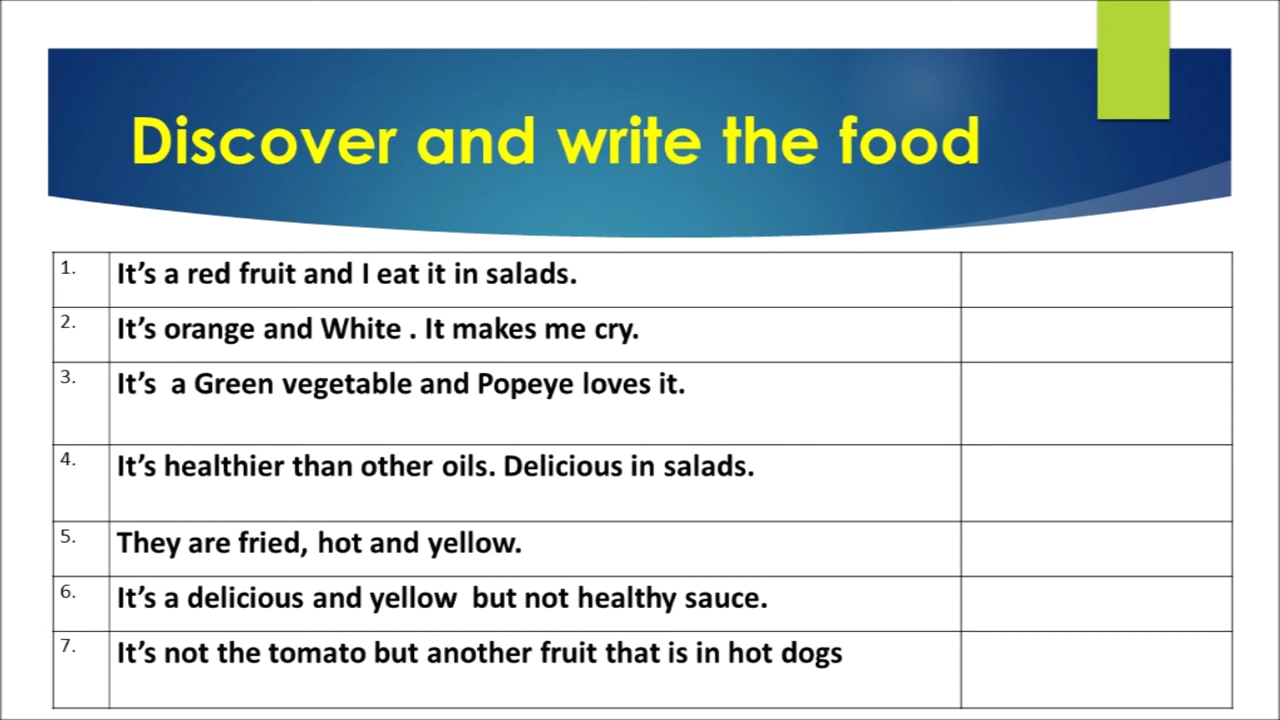 Discover and write the food
1. It’s a red fruit and I eat it in salads.
2. It’s orange and White . It makes me cry.
3. It’s  a Green vegetable and Popeye loves it.
4. It’s healthier than other oils. Delicious in salads.
5. They are fried, hot and yellow.
6. It’s a delicious and yellow  but not healthy sauce.
7. It’s not the tomato but another fruit that is in hot dogs